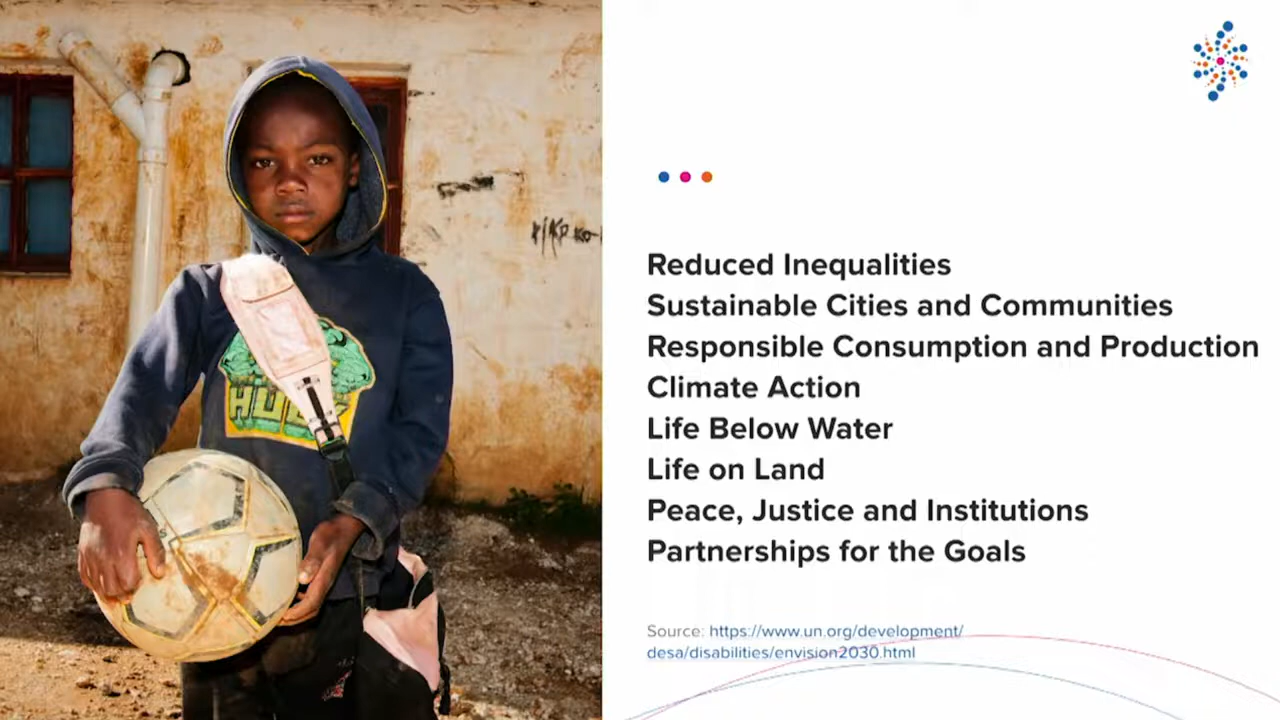 Reduced Inequalities
Sustainable Cities and Communities
Responsible Consumption and Production
Climate Action
Life Below Water
Life on Land
Peace, Justice and Institutions
Partnerships for the Goals
Source: https://www.un.org/development/
desa/disabilities/envision2030.html